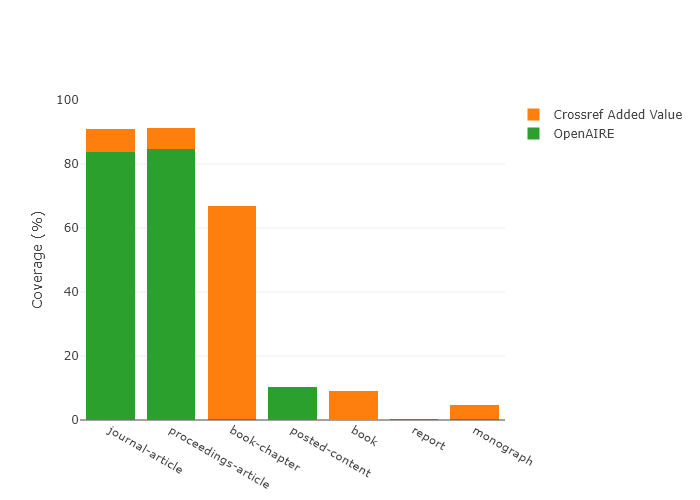 100
80
60
40
20
0
Coverage (%)
journal-article
proceedings-article
book-chapter
posted-content
book
report
monograph
Crossref Added Value
OpenAIRE